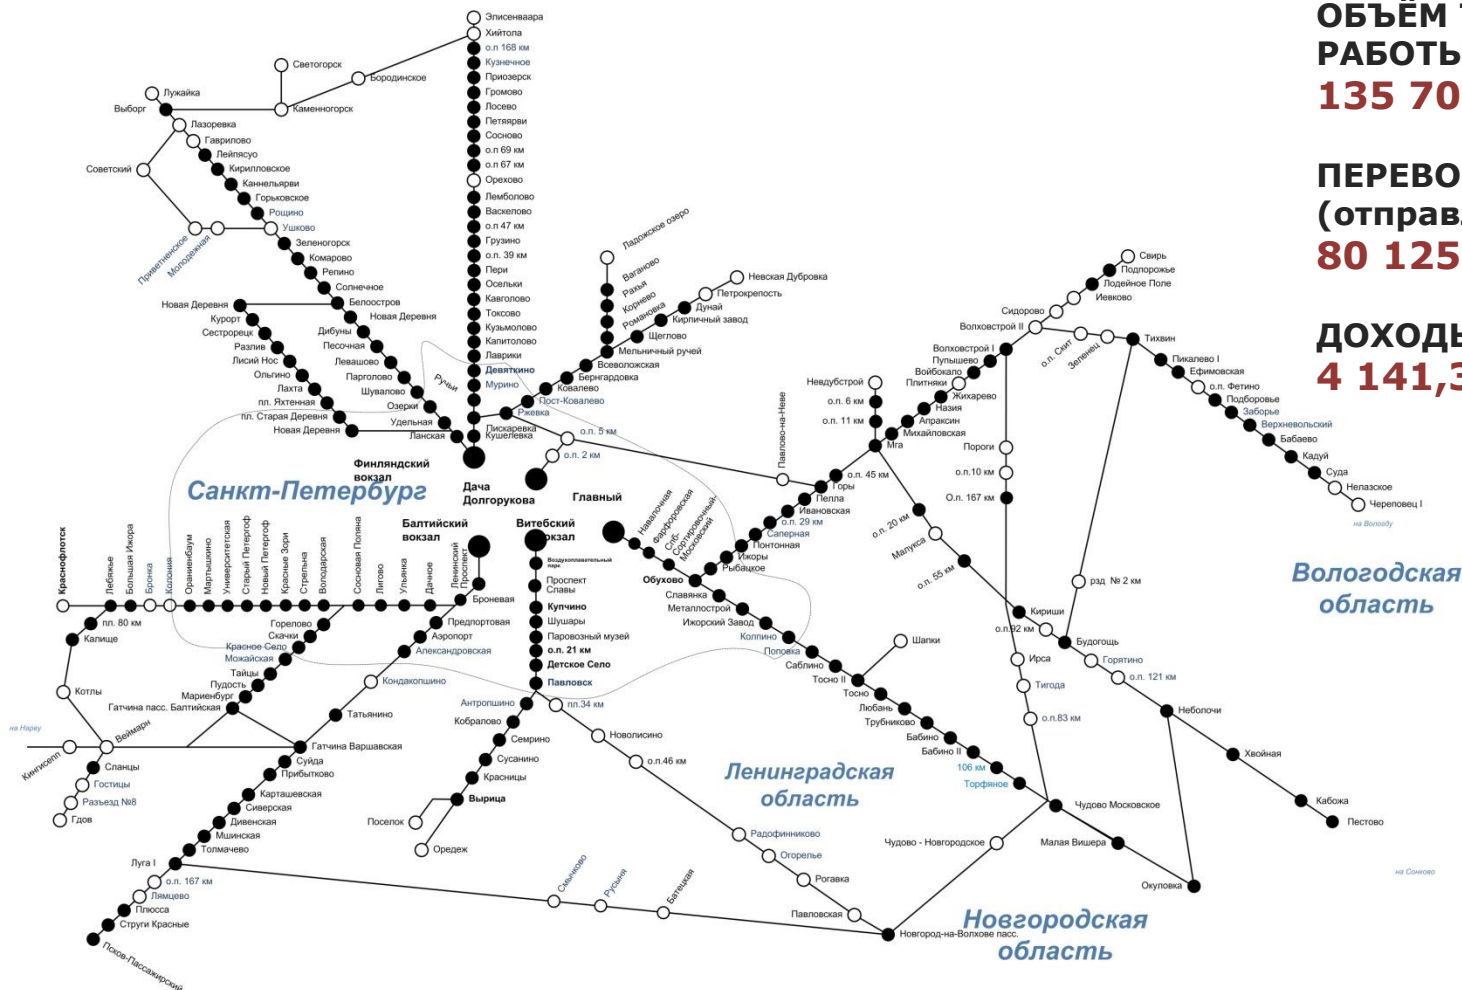 Элисенваара
Хийтола
о.п 168 км
Кузнечное
Приозерск
Громово
Лосево
Петяярви
Сосново
о.п 69 км
о.п 67 км
Орехово
Лемболово
Васкелово
о.п 47 км
Грузино
о.п. 39 км
Пери
Осельки
Кавголово
Токсово
Кузьмолово
Капитолово
Лаврики
Девяткино
Мурино
Ручьи
Пискаревка
Кушелевка
Светогорск
Бородинское
Каменногорск
Лужайка
Выборг
Лазоревка
Гаврилово
Лейпясуо
Советский
Кирилловское
Каннельярви
Горьковское
Рощино
Ушково
Приветненское
Молодежная
Зеленогорск
Комарово
Репино
Солнечное
Белоостров
Новая Деревня
Новая Деревня
Курорт
Сестрорецк
Разлив
Лисий Нос
Ольгино
Лахта
пл. Яхтенная
пл. Старая Деревня
Новая Деревня
Дибуны
Песочная
Левашово
Парголово
Шувалово
Озерки
Удельная
Ланская
Финляндский
вокзал
Ладожское озеро
Ваганово
Рахья
Корнево
Романовка
Невская Дубровка
Петрокрепость
Дунай
Кирпичный завод
Щеглово
Мельничный ручей
Всеволожская
Бернгардовка
Ковалево
Пост-Ковалево
Ржевка
о.п. 5 км
о.п. 2 км
Дача
Долгорукова
Санкт-Петербург
Главный
Балтийский
вокзал
Витебский
вокзал
Навалочная
Фарфоровская
Спб-
Сортировочный-
Московский
Обухово
Павлово-на-Неве
Невдубстрой
о.п. 6 км
о.п. 11 км
Мга
о.п. 45 км
Горы
Пелла
Ивановская
о.п. 29 км
Саперная
Понтонная
Ижоры
Рыбацкое
Свирь
Подпорожье
Лодейное Поле
Иевково
Сидорово
Волховстрой II
Волховстрой I
Пупышево
Войбокало
Плитняки
Жихарево
Назия
Апраксин
Михайловская
о.п. Скит
Зеленец
Тихвин
Пикалево I
Ефимовская
о.п. Фетино
Подборовье
Заборье
Верхневольский
Бабаево
Кадуй
Суда
Нелазское
Череповец I
на Вологду
Пороги
о.п.10 км
О.п. 167 км
о.п. 20 км
Малукса
о.п. 55 км
рзд № 2 км
Кириши
о.п.92 км
Будогощь
Горятино
о.п. 121 км
Неболочи
Хвойная
Кабожа
Пестово
Ирса
Тигода
о.п.83 км
Вологодская
область
Славянка
Металлострой
Ижорский Завод
Колпино
Поповка
Саблино
Тосно II
Шапки
Тосно
Любань
Трубниково
Бабино
Бабино II
106 км
Торфяное
Чудово Московское
Малая Вишера
Окуловка
Чудово - Новгородское
на Сонково
Краснофлотск
Лебяжье
Большая Ижора
Бронка
Колония
Ораниенбаум
Мартышкино
Университетская
Старый Петергоф
Новый Петергоф
Красные Зори
Стрельна
Володарская
Сосновая Поляна
Лигово
Ульянка
Дачное
Ленинский
Проспект
Броневая
Предпортовая
Аэропорт
Александровская
Кондакопшино
Татьянино
пл. 80 км
Калище
Котлы
Горелово
Скачки
Красное Село
Можайская
Тайцы
Пудость
Мариенбург
Гатчина пасс. Балтийская
Гатчина Варшавская
на Нарву
Кингисепп
Веймарн
Сланцы
Гостицы
Разъезд №8
Гдов
Суйда
Прибытково
Карташевская
Сиверская
Дивенская
Мшинская
Толмачево
Луга I
о.п. 167 км
Лямцево
Плюсса
Струги Красные
Псков-Пассажирский
Воздухоплавательный
парк
Проспект
Славы
Купчино
Шушары
Паровозный музей
о.п. 21 км
Детское Село
Павловск
Антропшино
Кобралово
Семрино
Сусанино
Красницы
Вырица
Поселок
Оредеж
пл.34 км
Новолисино
о.п.46 км
Радофинниково
Огорелье
Рогавка
Павловская
Новгород-на-Волхове пасс.
Смычково
Русыня
Батецкая
Ленинградская
область
Новгородская
область
ОБЪЁМ
РАБОТЫ
135 70
ПЕРЕВО
(отправ
80 125
ДОХОДЫ
4 141,3